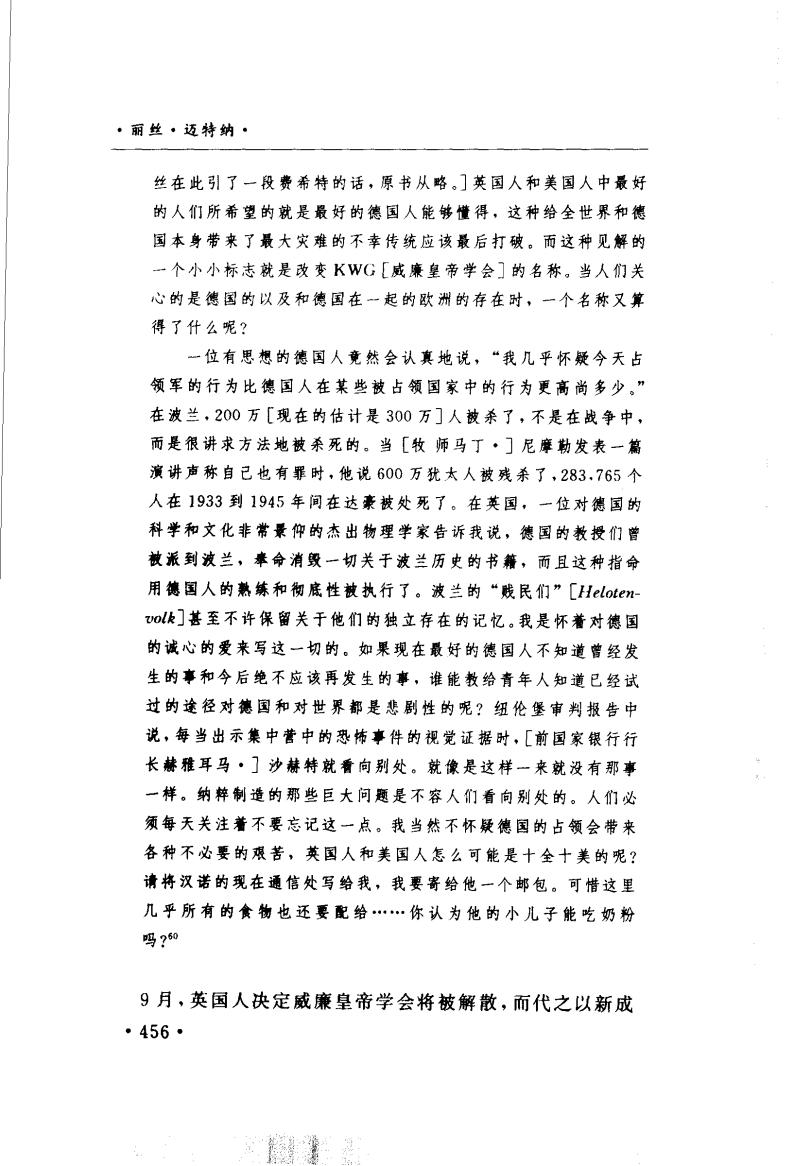 ·丽丝·迈特纳·
丝在此引了一段费希特的话，原书从略。]英国人和美国人中最好
的人们所希望的就是最好的德国人能够懂得，这种给全世界和德
国本身带来了最大灾难的不幸传统应该最后打破。而这种见解的
一个小小标志就是改变 KWG [威廉皇帝学会] 的名称。当人们关
心的是德国的以及和德国在一起的欧洲的存在时，一个名称又算
得了什么呢？
一位有思想的德国人竟然会认真地说，“我几乎怀疑今天占
领军的行为比德国人在某些被占领国家中的行为更高尚多少。”
在波兰，200 万 [现在的估计是 300 万] 人被杀了，不是在战争中，
而是很讲求方法地被杀死的。当 [牧 师马丁·] 尼摩勒发表一篇
演讲声称自己也有罪时，他说 600 万犹太人被残杀了，283,765 个
人在 1933 到 1945 年间在达豪被处死了。在英国，一位对德国的
科学和文化非常景仰的杰出物理学家告诉我说，德国的教授们曾
被派到波兰，奉命消毁一切关于波兰历史的书籍，而且这种指命
用德国人的熟练和彻底性被执行了。波兰的“贱民们”[Heloten-
volk] 甚至不许保留关于他们的独立存在的记忆。我是怀着对德国
的诚心的爱来写这一切的。如果现在最好的德国人不知道曾经发
生的事和今后绝不应该再发生的事，谁能教给青年人知道已经试
过的途径对德国和对世界都是悲剧性的呢？纽伦堡审判报告中
说，每当出示集中营中的恐怖事件的视觉证据时，[前国家银行行
长赫雅耳马·] 沙赫特就看向别处。就像是这样一来就没有那事
一样。纳粹制造的那些巨大问题是不容人们看向别处的。人们必
须每天关注着不要忘记这一点。我当然不怀疑德国的占领会带来
各种不必要的艰苦，英国人和美国人怎么可能是十全十美的呢？
请将汉诺的现在通信处写给我，我要寄给他一个邮包。可惜这里
几乎所有的食物也还要配给……你认为他的小儿子能吃奶粉
吗？60
9 月，英国人决定威廉皇帝学会将被解散，而代之以新成
·456·